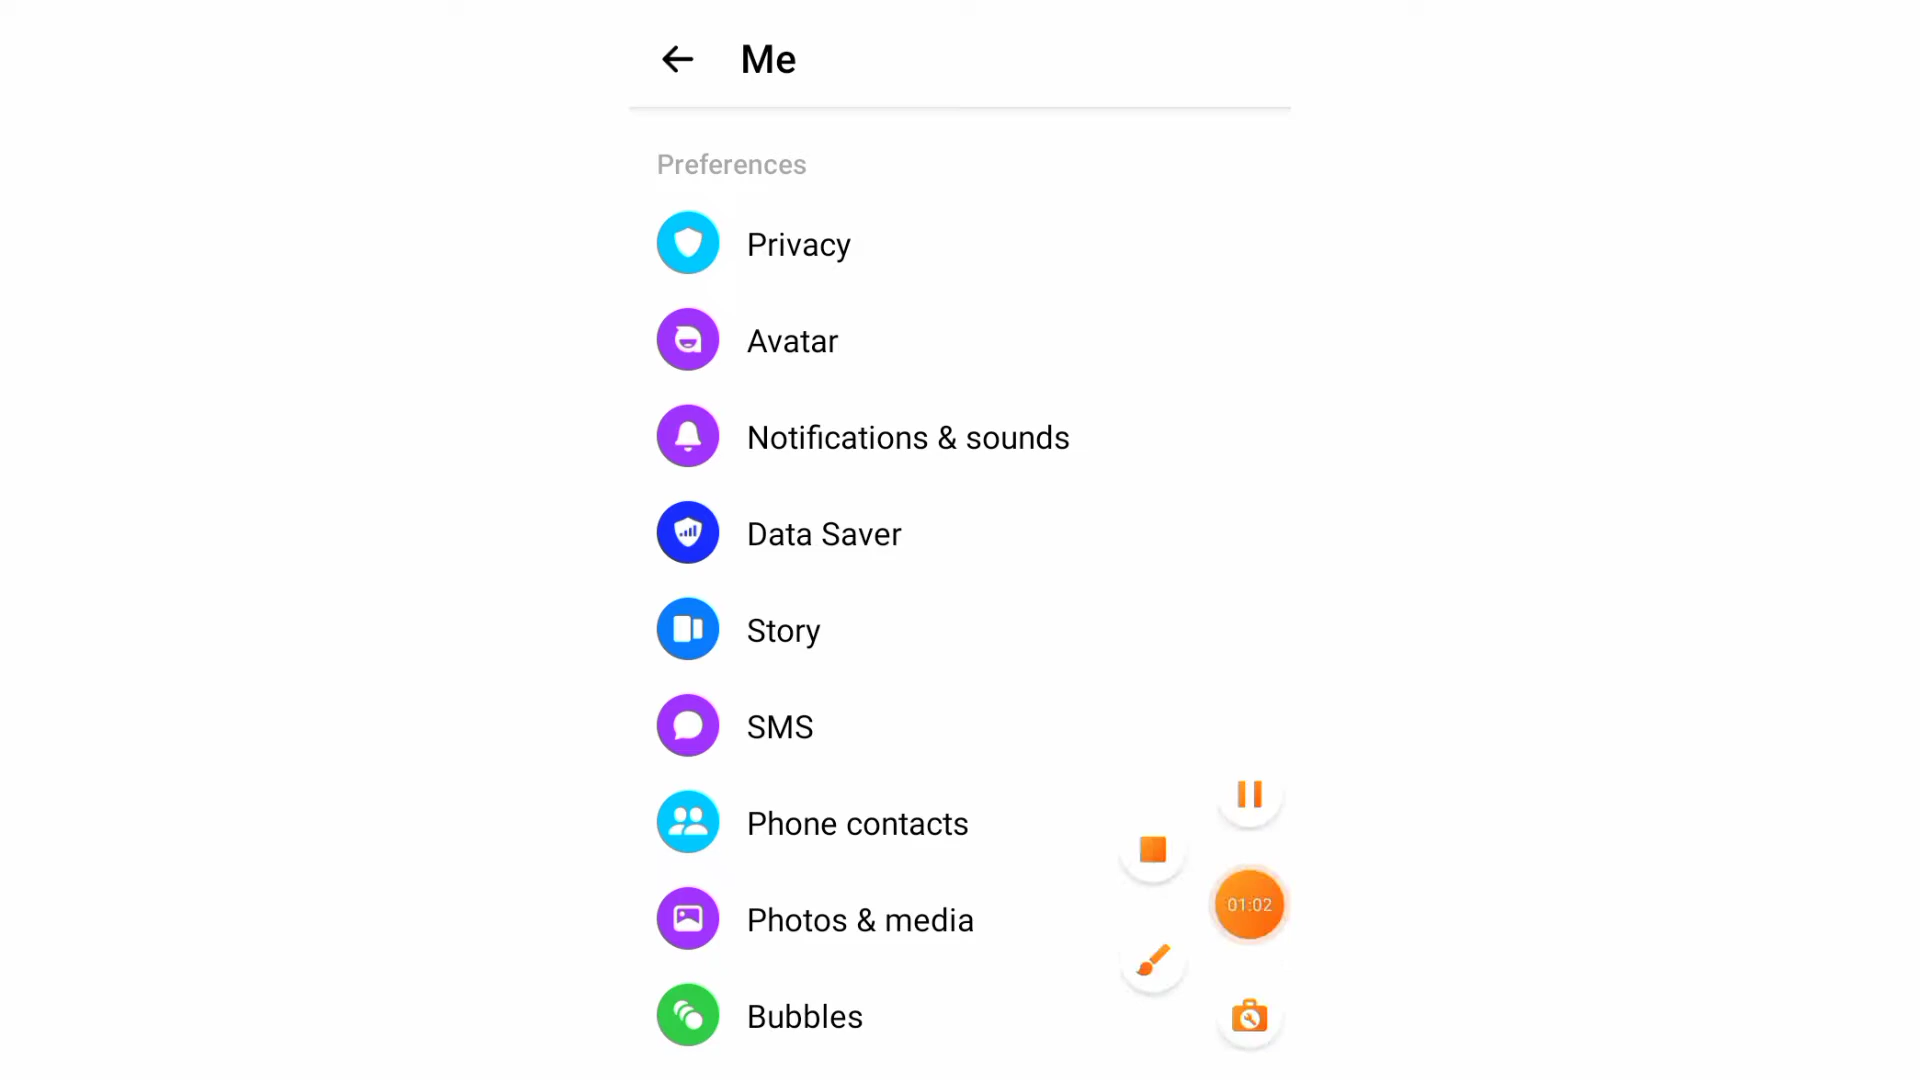 Me
Preferences
Privacy
Avatar
Notifications & sounds
Data Saver
Story
SMS
Phone contacts
Photos & media
Bubbles
01:02